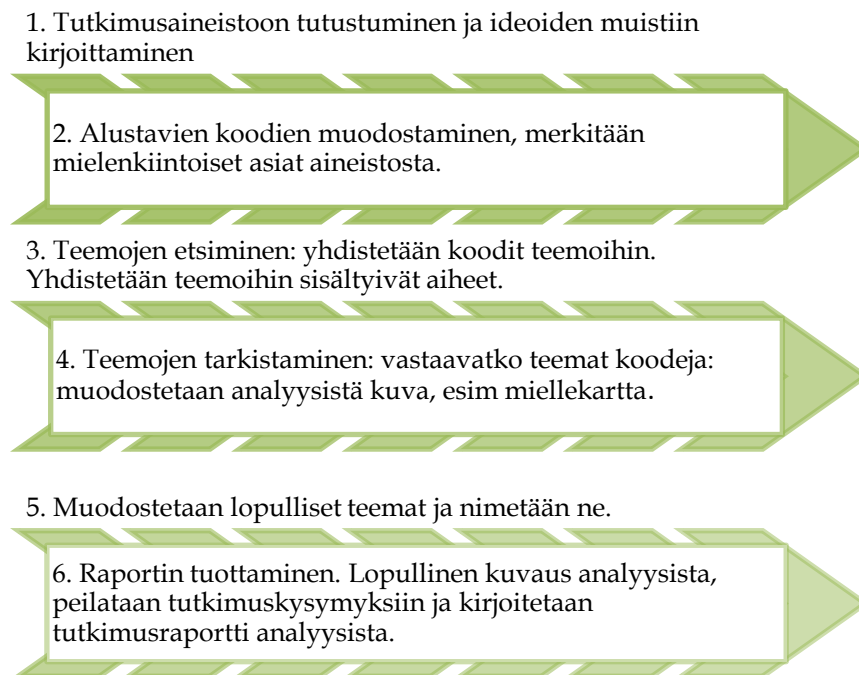 1. Tutkimusaineistoon tutustuminen ja ideoiden muistiin
kirjoittaminen
2. Alustavien koodien muodostaminen, merkitään
mielenkiintoiset asiat aineistosta.
3. Teemojen etsiminen: yhdistetään koodit teemoihin.
Yhdistetään teemoihin sisältyivät aiheet.
4. Teemojen tarkistaminen: vastaavatko teemat koodeja:
muodostetaan analyysistä kuva, esim miellekartta.
5. Muodostetaan lopulliset teemat ja nimetään ne.
6. Raportin tuottaminen. Lopullinen kuvaus analyysista,
peilataan tutkimuskysymyksiin ja kirjoitetaan
tutkimusraportti analyysista.